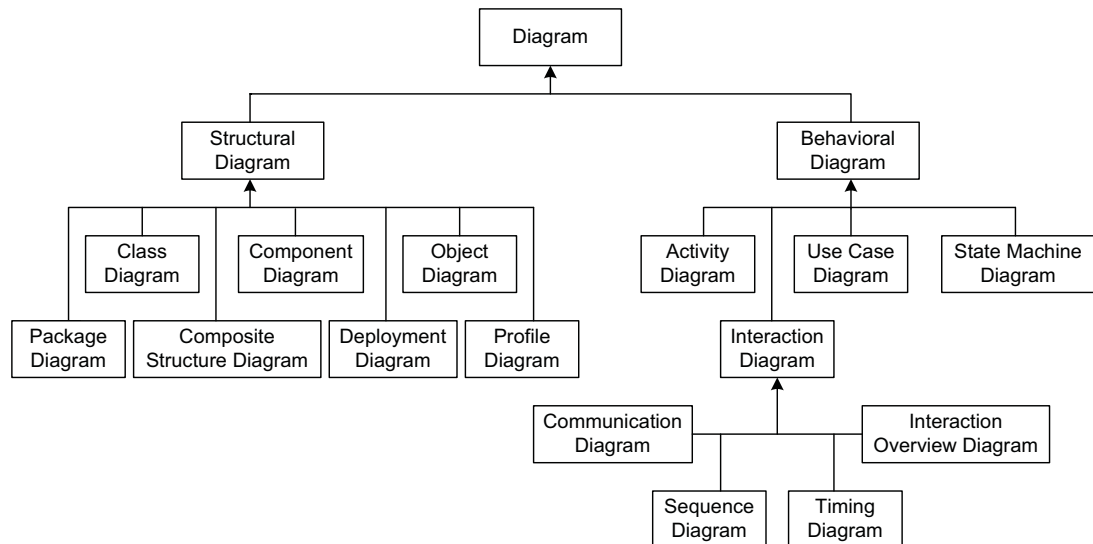 Diagram
Structural
Diagram
Behavioral
Diagram
Class
Diagram
Component
Diagram
Object
Diagram
Activity
Diagram
Use Case
Diagram
State Machine
Diagram
Package
Diagram
Composite
Structure Diagram
Deployment
Diagram
Profile
Diagram
Interaction
Diagram
Communication
Diagram
Interaction
Overview Diagram
Sequence
Diagram
Timing
Diagram